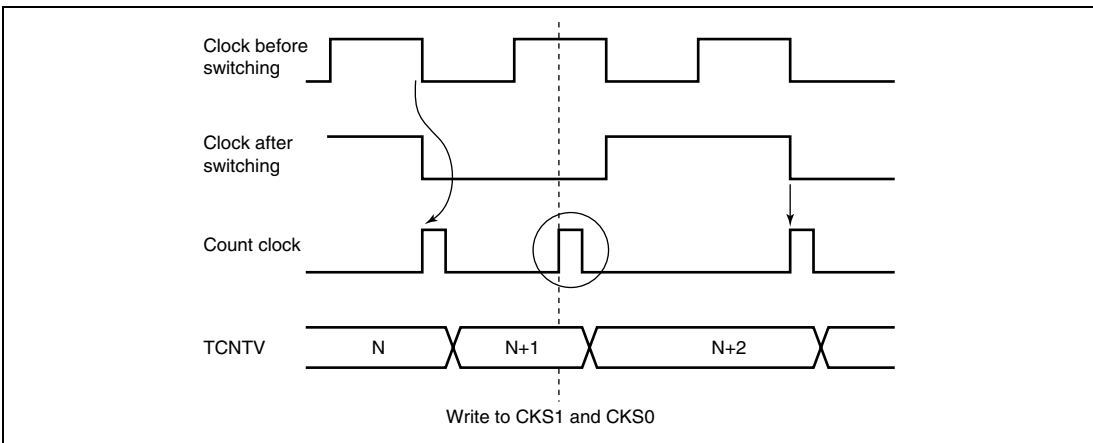 Clock before
switching
Clock after
switching
Count clock
TCNTV
N
N+1
N+2
Write to CKS1 and CKS0